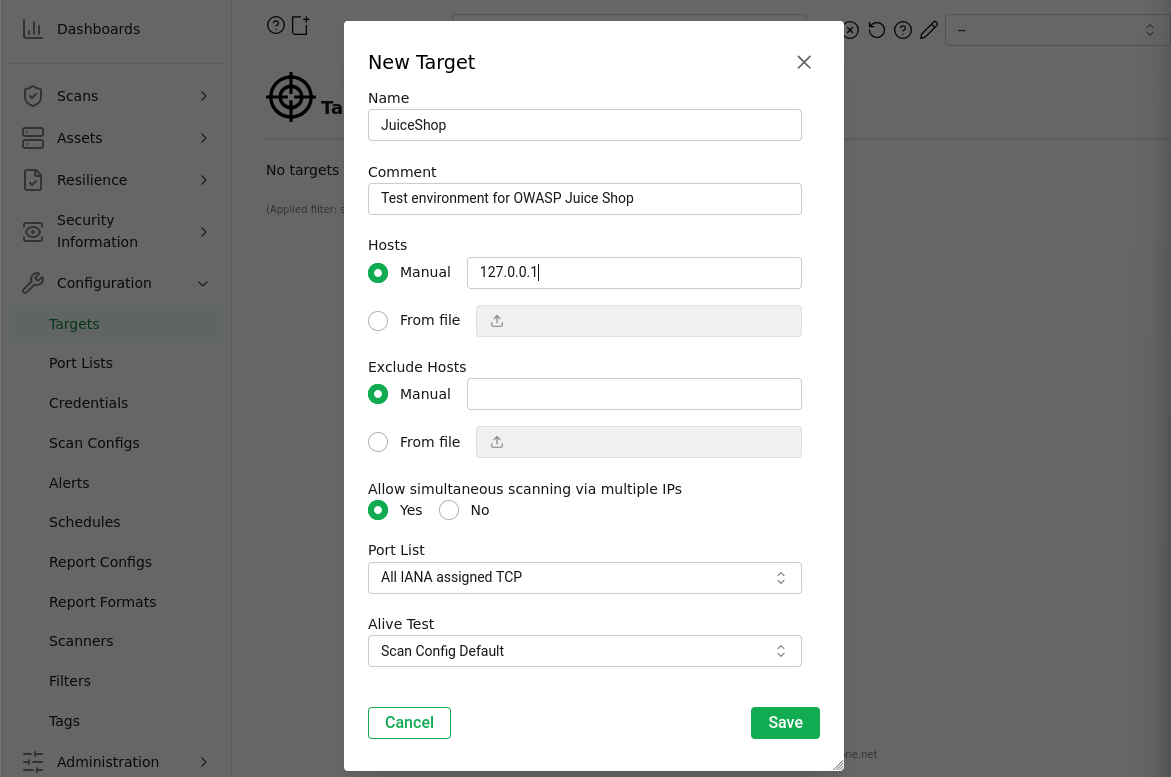 Dashboards
Scans
Assets
Resilience
Security
Information
Configuration
Targets
Port Lists
Credentials
Scan Configs
Alerts
Schedules
Report Configs
Report Formats
Scanners
Filters
Tags
Administration
--
Ta
No targets
(Applied filter: s
New Target
Name
JuiceShop
Comment
Test environment for OWASP Juice Shop
Hosts
Manual 127.0.0.1
From file
Exclude Hosts
Manual
From file
Allow simultaneous scanning via multiple IPs
Yes No
Port List
All IANA assigned TCP
Alive Test
Scan Config Default
Cancel Save
one.net